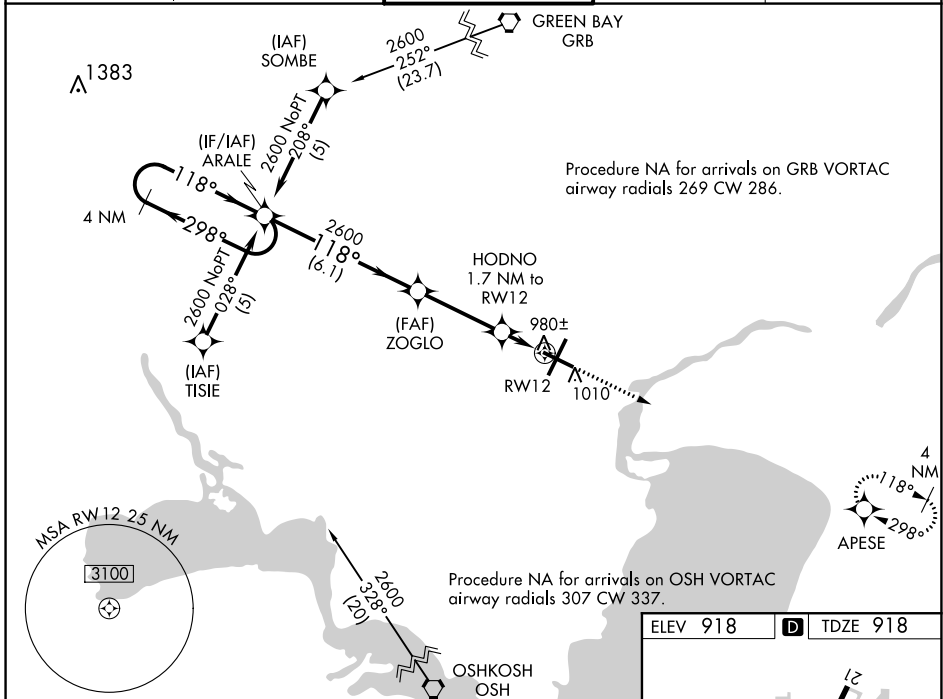 GREEN BAY
GRB
2600
252°
(23.7)
(IAF)
SOMBE
1383
2600 NoPT
208°
(5)
(IF/IAF)
ARALE
Procedure NA for arrivals on GRB VORTAC
airway radials 269 CW 286.
118°
4 NM
298°
2600
118°
(6.1)
2600 NoPT
028°
(5)
HODNO
1.7 NM to
RW12
(FAF)
ZOGLO
980±
RW12
1010
(IAF)
TISIE
4
NM
118°
298°
APESE
MSA RW12 25 NM
3100
2600
328°
(20)
Procedure NA for arrivals on OSH VORTAC
airway radials 307 CW 337.
OSHKOSH
OSH
ELEV 918 D TDZE 918
21